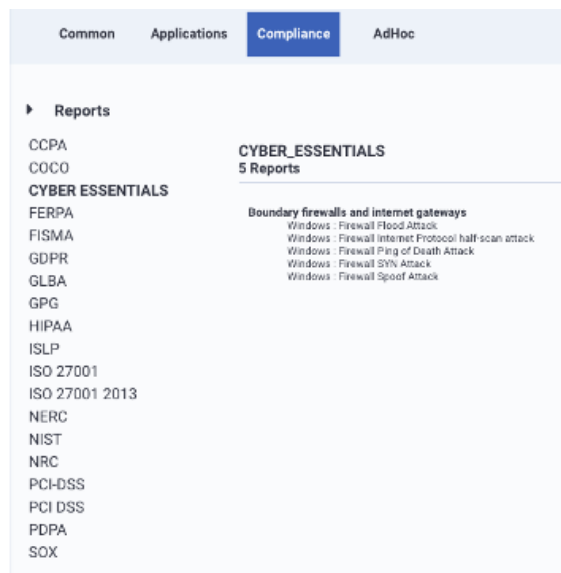 Common Applications Compliance AdHoc
Reports
CCPA
COCO
CYBER ESSENTIALS
FERPA
FISMA
GDPR
GLBA
GPG
HIPAA
ISLP
ISO 27001
ISO 27001 2013
NERC
NIST
NRC
PCI-DSS
PCI DSS
PDPA
SOX
CYBER_ESSENTIALS
5 Reports
Boundary firewalls and internet gateways
Windows : Firewall Flood Attack
Windows : Firewall Internet Protocol half-scan attack
Windows : Firewall Ping of Death Attack
Windows : Firewall SYN Attack
Windows : Firewall Spoof Attack